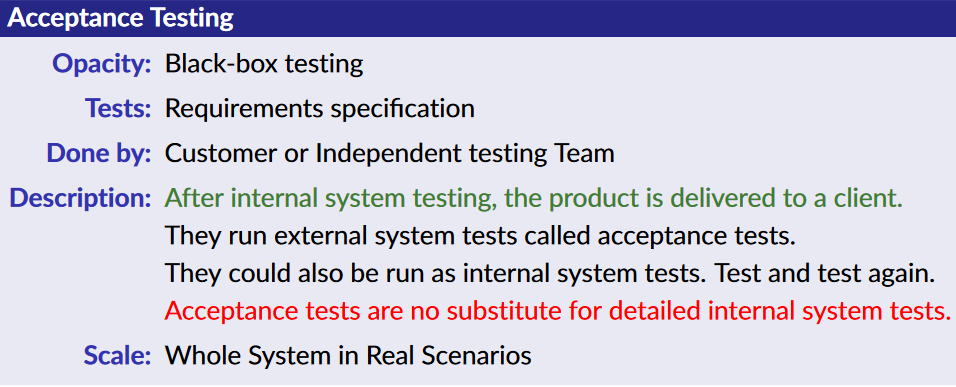 Acceptance Testing
Opacity: Black-box testing
Tests: Requirements specification
Done by: Customer or Independent testing Team
Description: After internal system testing, the product is delivered to a client.
They run external system tests called acceptance tests.
They could also be run as internal system tests. Test and test again.
Acceptance tests are no substitute for detailed internal system tests.
Scale: Whole System in Real Scenarios